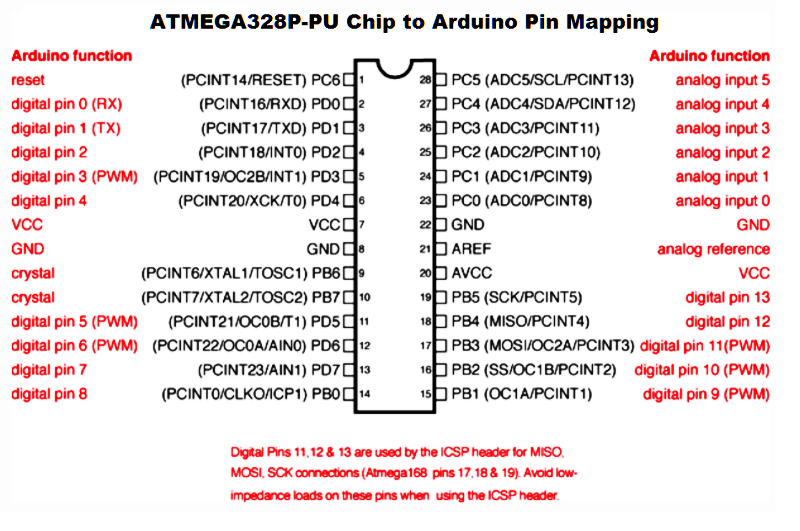 ATMEGA328P-PU Chip to Arduino Pin Mapping
Arduino function Arduino function
reset (PCINT14/RESET) PC6 1 28 PC5 (ADC5/SCL/PCINT13) analog input 5
digital pin 0 (RX) (PCINT16/RXD) PD0 2 27 PC4 (ADC4/SDA/PCINT12) analog input 4
digital pin 1 (TX) (PCINT17/TXD) PD1 3 26 PC3 (ADC3/PCINT11) analog input 3
digital pin 2 (PCINT18/INT0) PD2 4 25 PC2 (ADC2/PCINT10) analog input 2
digital pin 3 (PWM) (PCINT19/OC2B/INT1) PD3 5 24 PC1 (ADC1/PCINT9) analog input 1
digital pin 4 (PCINT20/XCK/T0) PD4 6 23 PC0 (ADC0/PCINT8) analog input 0
VCC VCC 7 22 GND GND
GND GND 8 21 AREF analog reference
crystal (PCINT6/XTAL1/TOSC1) PB6 9 20 AVCC VCC
crystal (PCINT7/XTAL2/TOSC2) PB7 10 19 PB5 (SCK/PCINT5) digital pin 13
digital pin 5 (PWM) (PCINT21/OC0B/T1) PD5 11 18 PB4 (MISO/PCINT4) digital pin 12
digital pin 6 (PWM) (PCINT22/OC0A/AIN0) PD6 12 17 PB3 (MOSI/OC2A/PCINT3) digital pin 11(PWM)
digital pin 7 (PCINT23/AIN1) PD7 13 16 PB2 (SS/OC1B/PCINT2) digital pin 10 (PWM)
digital pin 8 (PCINT0/CLKO/ICP1) PB0 14 15 PB1 (OC1A/PCINT1) digital pin 9 (PWM)
Digital Pins 11,12 & 13 are used by the ICSP header for MISO,
MOSI, SCK connections (Atmega168 pins 17,18 & 19). Avoid low-
impedance loads on these pins when using the ICSP header.